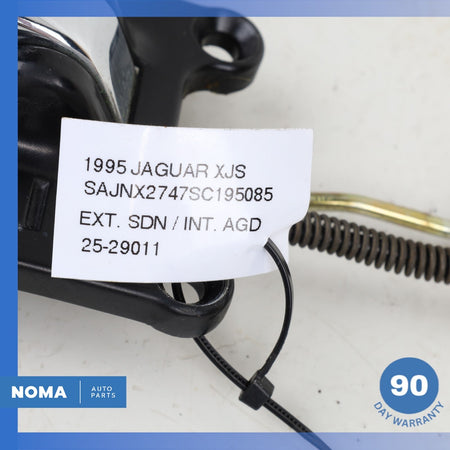 1995 JAGUAR XJS
SAJNX2747SC195085
EXT. SDN / INT. AGD
25-29011
NOMA
AUTO
PARTS
90
DAY WARRANTY